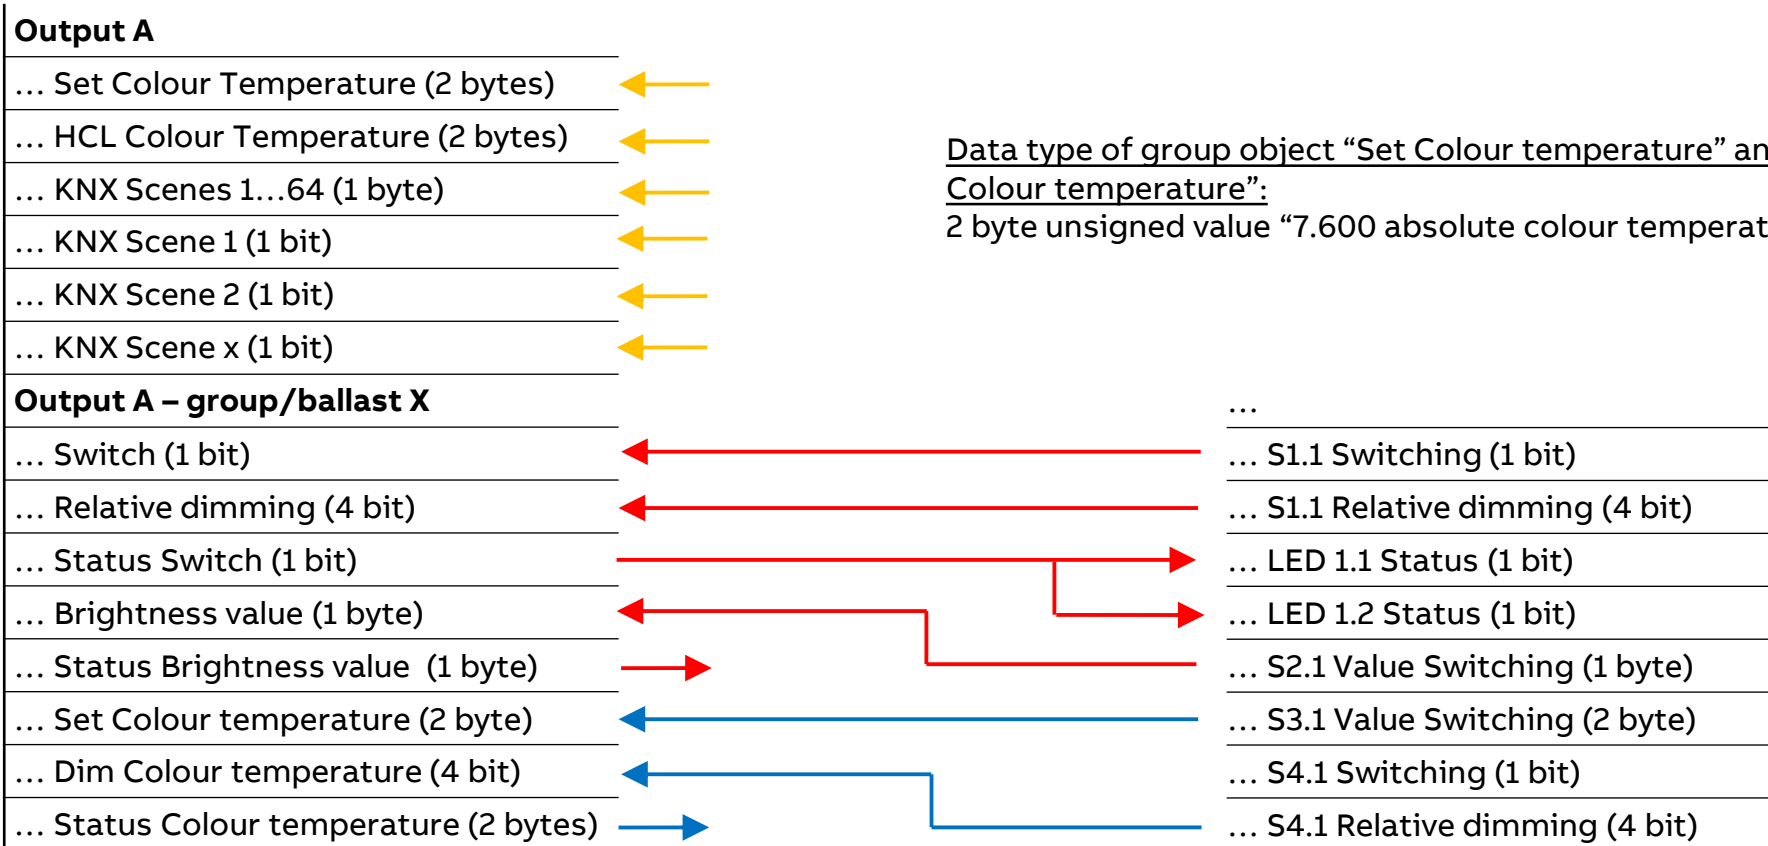 Output A
… Set Colour Temperature (2 bytes)
… HCL Colour Temperature (2 bytes)
… KNX Scenes 1…64 (1 byte)
… KNX Scene 1 (1 bit)
… KNX Scene 2 (1 bit)
… KNX Scene x (1 bit)
Output A – group/ballast X
… Switch (1 bit)
… Relative dimming (4 bit)
… Status Switch (1 bit)
… Brightness value (1 byte)
… Status Brightness value (1 byte)
… Set Colour temperature (2 byte)
… Dim Colour temperature (4 bit)
… Status Colour temperature (2 bytes)
Data type of group object “Set Colour temperature” an
Colour temperature”:
2 byte unsigned value “7.600 absolute colour temperat
…
… S1.1 Switching (1 bit)
… S1.1 Relative dimming (4 bit)
… LED 1.1 Status (1 bit)
… LED 1.2 Status (1 bit)
… S2.1 Value Switching (1 byte)
… S3.1 Value Switching (2 byte)
… S4.1 Switching (1 bit)
… S4.1 Relative dimming (4 bit)